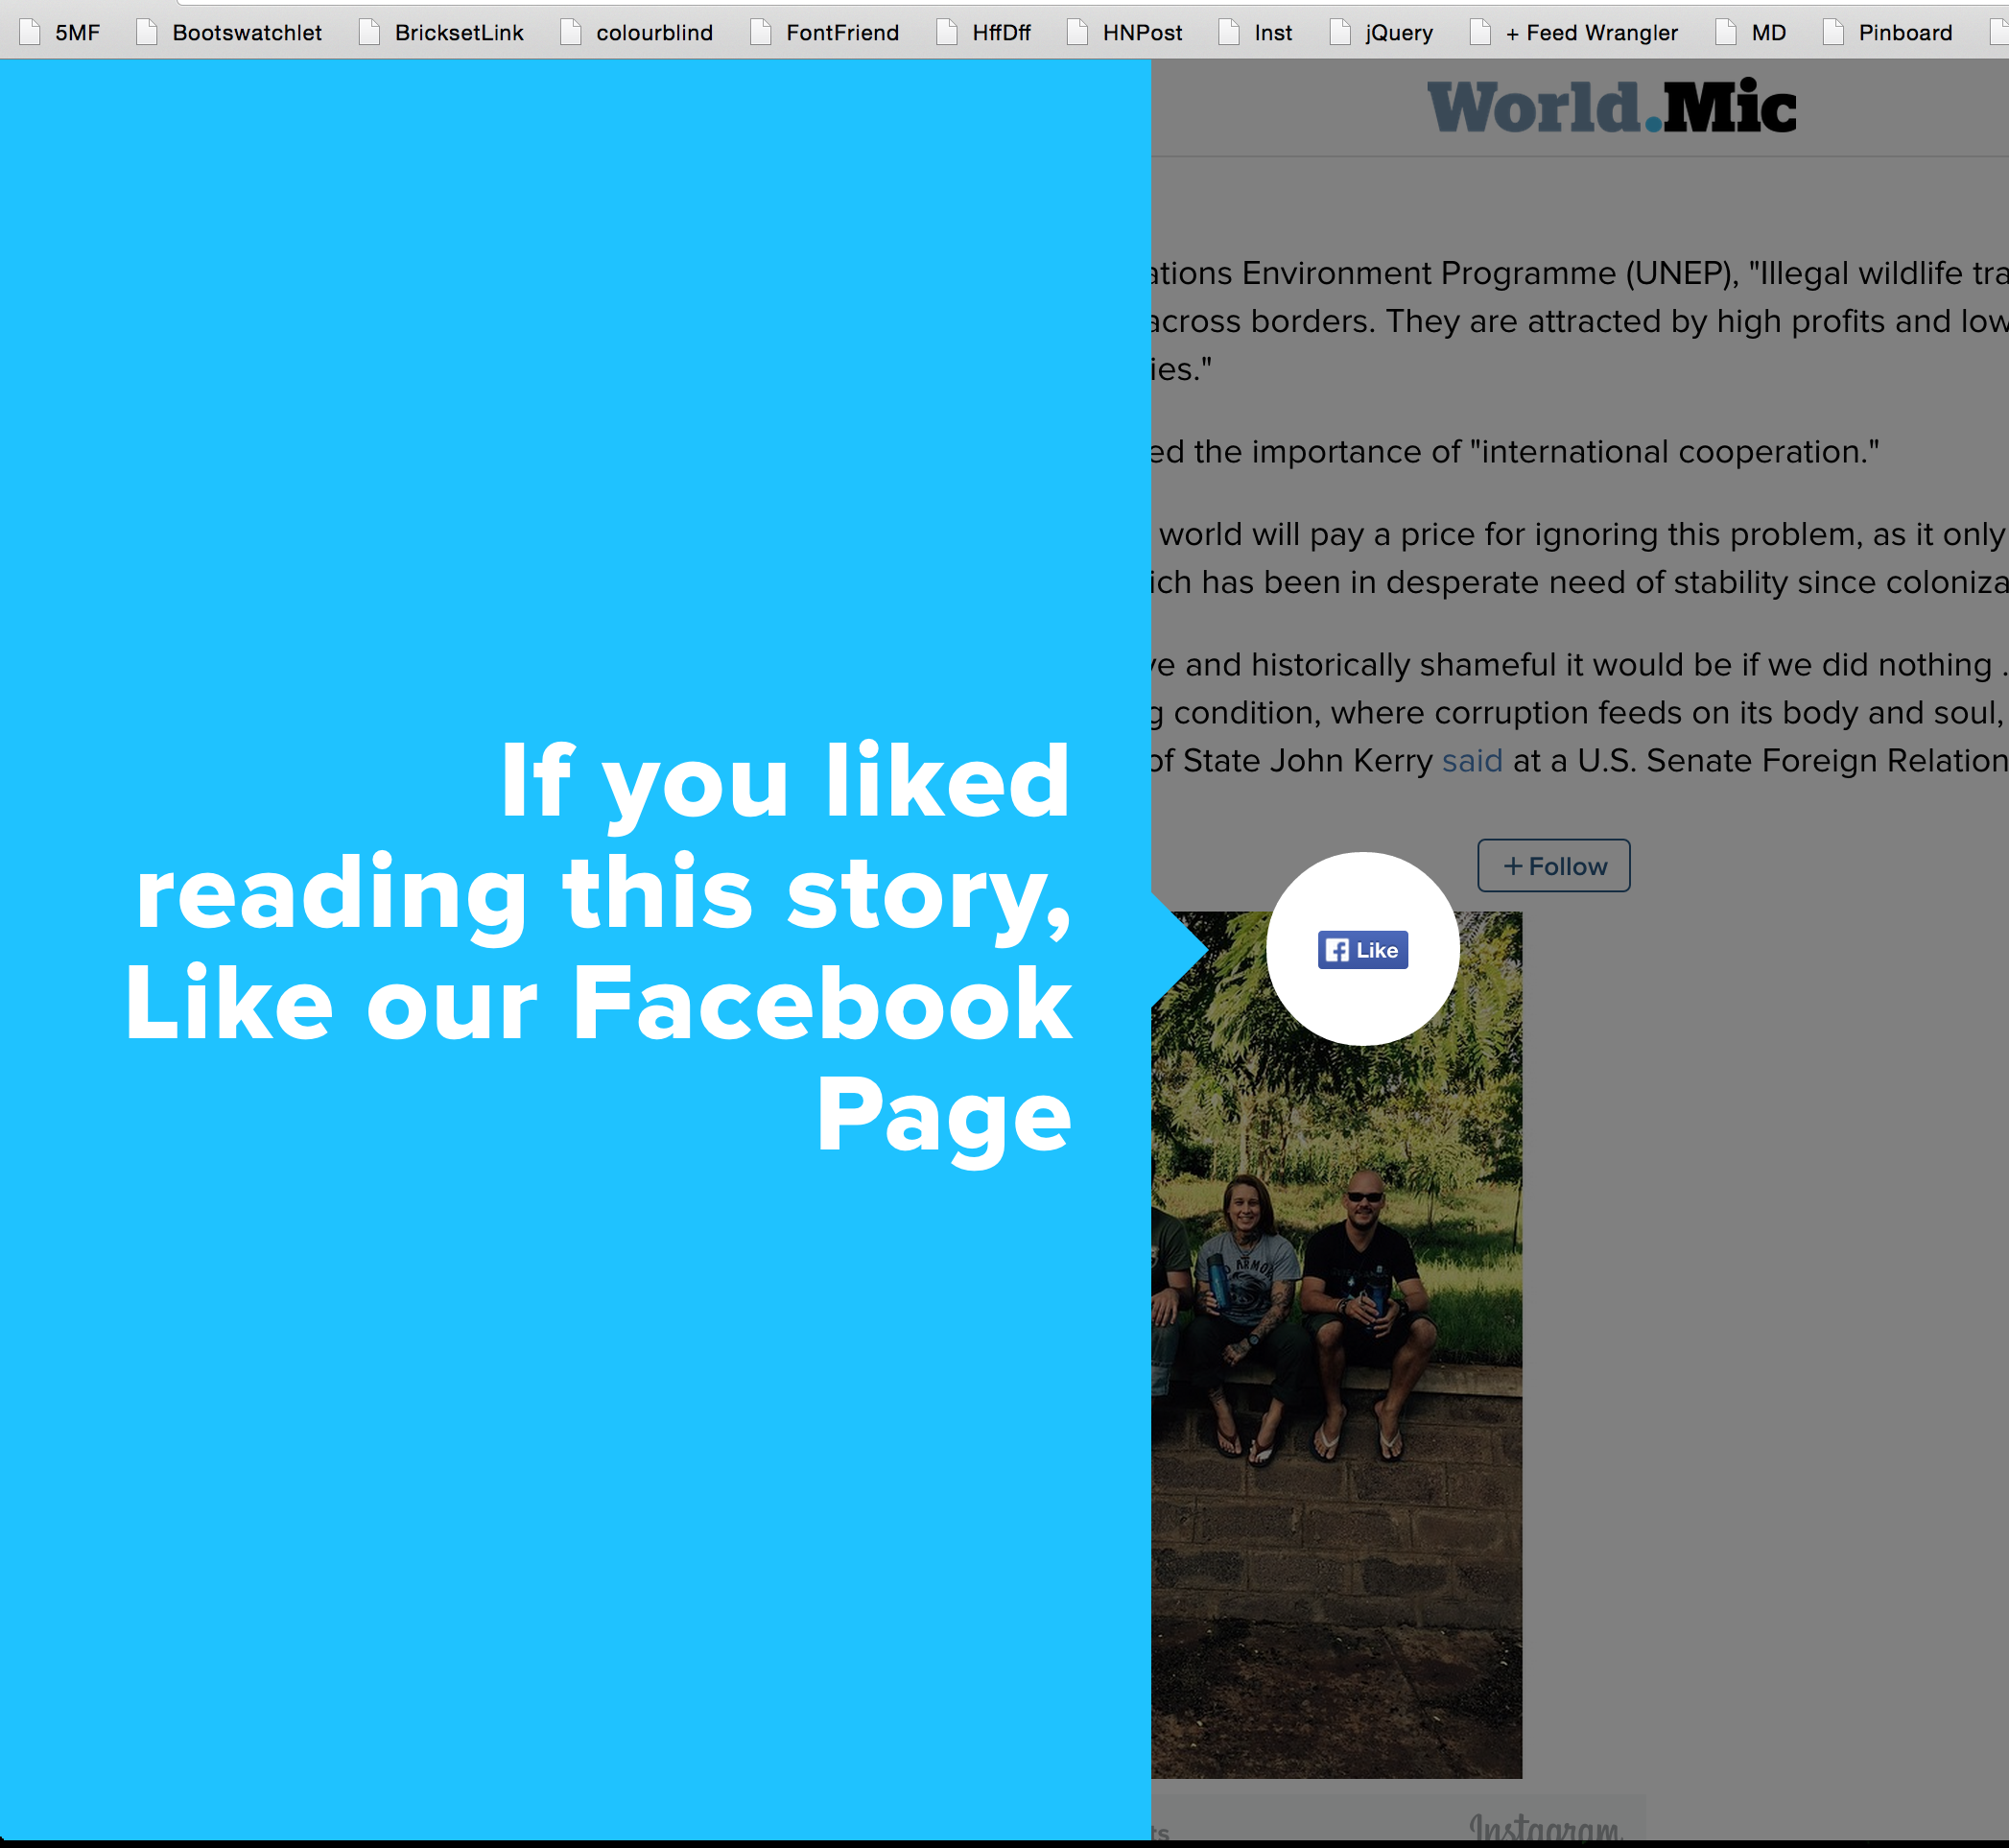 5MF Bootswatchlet BricksetLink colourblind FontFriend HffDff HNPost Inst jQuery + Feed Wrangler MD Pinboard
World.Mic
ations Environment Programme (UNEP), "Illegal wildlife tra
across borders. They are attracted by high profits and low
ies."
ed the importance of "international cooperation."
world will pay a price for ignoring this problem, as it only
ich has been in desperate need of stability since coloniza
ve and historically shameful it would be if we did nothing .
g condition, where corruption feeds on its body and soul,
of State John Kerry said at a U.S. Senate Foreign Relation
+ Follow
If you liked
reading this story,
Like our Facebook
Page
Like
ARMOR
ts
Instagram